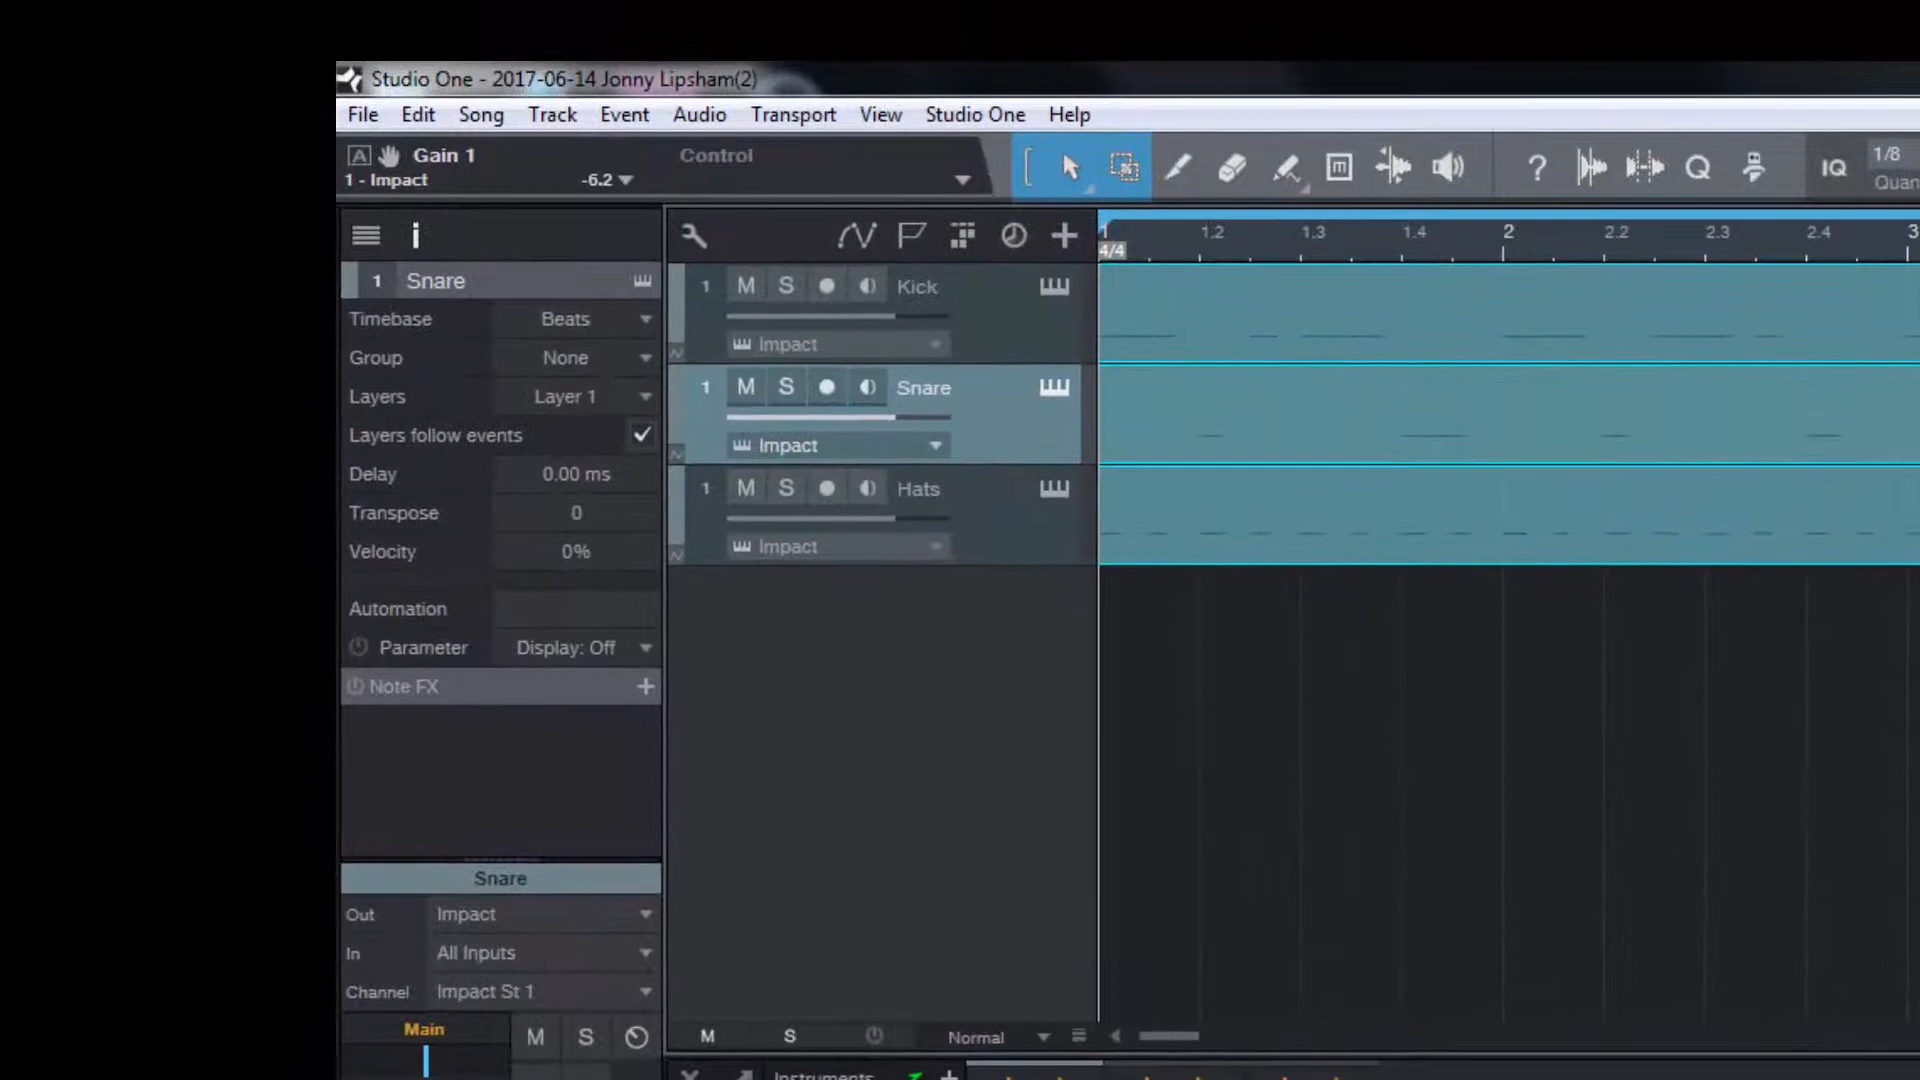 Studio One - 2017-06-14 Jonny Lipsham(2)
File Edit Song Track Event Audio Transport View Studio One Help
A Gain 1 Control
1 - Impact -6.2
? Q IQ 1/8
Quan
i
1.2 1.3 1.4 2 2.2 2.3 2.4 3
4/4
1 Snare
Timebase Beats
Group None
Layers Layer 1
Layers follow events
Delay 0.00 ms
Transpose 0
Velocity 0%
Automation
Parameter Display: Off
Note FX
1 M S Kick
Impact
1 M S Snare
Impact
1 M S Hats
Impact
Snare
Out Impact
In All Inputs
Channel Impact St 1
Main M S
M S Normal
Instruments